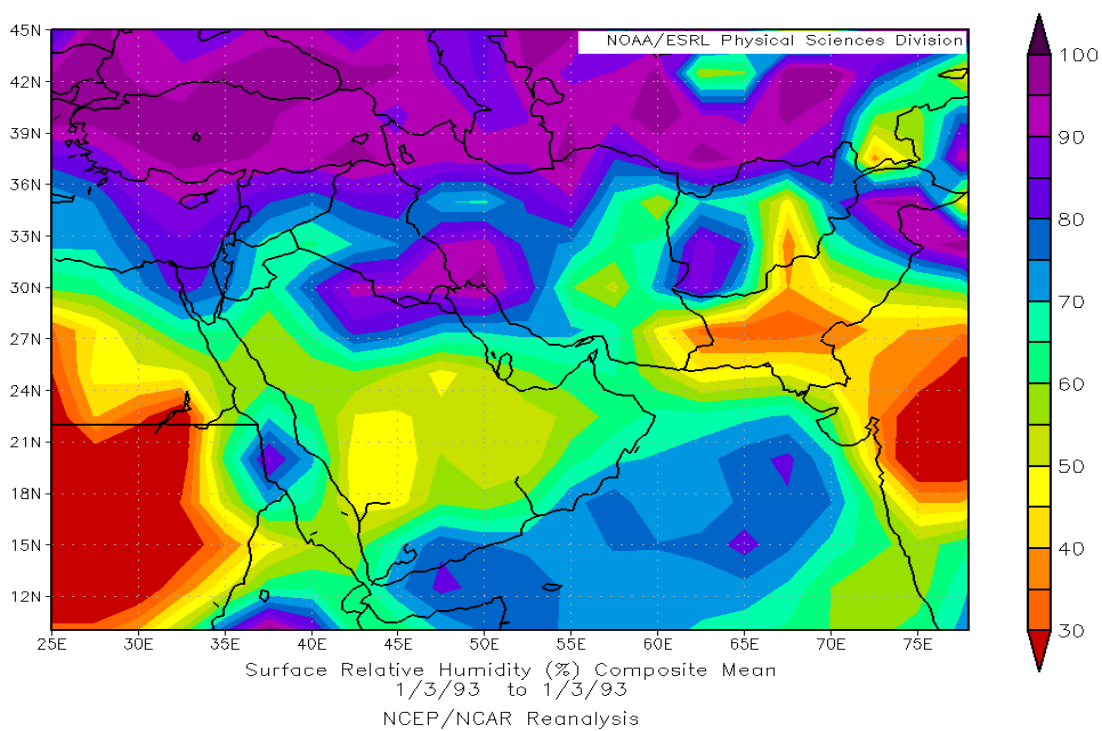 NOAA/ESRL Physical Sciences Division
45N
42N
39N
36N
33N
30N
27N
24N
21N
18N
15N
12N
25E 30E 35E 40E 45E 50E 55E 60E 65E 70E 75E
100
90
80
70
60
50
40
30
Surface Relative Humidity (%) Composite Mean
1/3/93 to 1/3/93
NCEP/NCAR Reanalysis